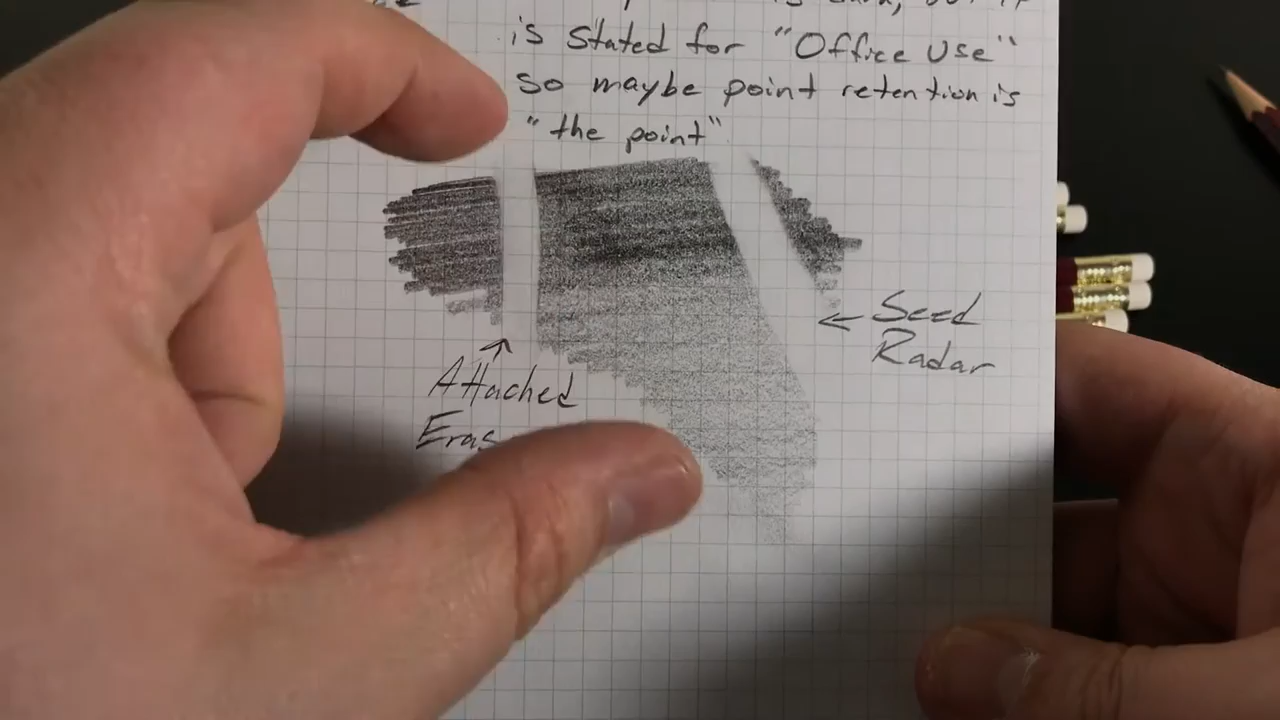 is stated for "Office Use"
so maybe point retention is
"the point"
Seed
Radar
Attached